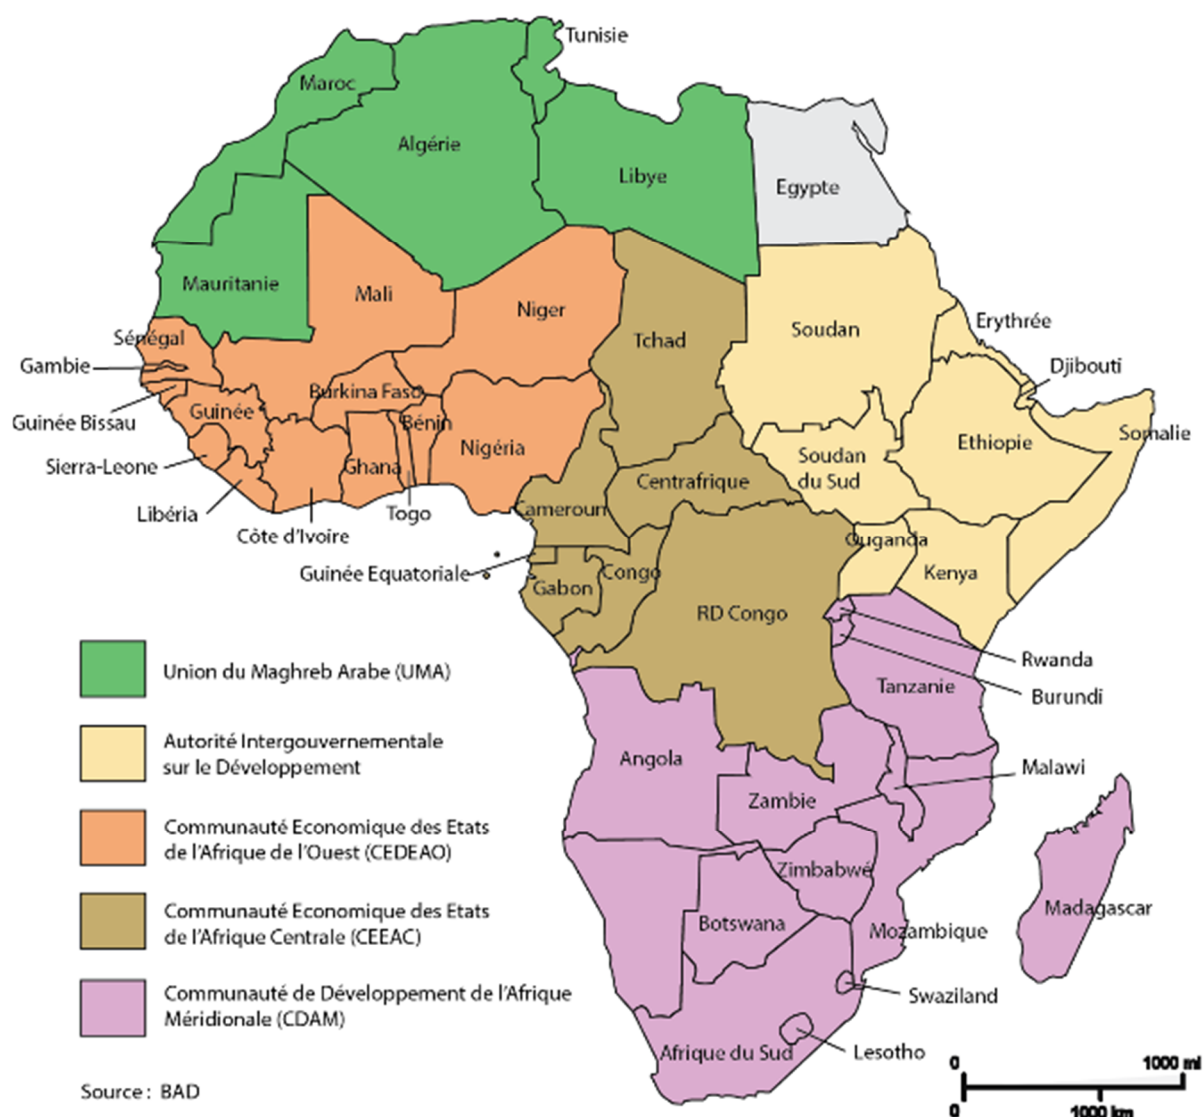 Tunisie
Maroc
Algérie
Libye
Egypte
Mauritanie
Mali
Niger
Tchad
Soudan
Erythrée
Sénégal
Gambie
Djibouti
Burkina Faso
Guinée
Guinée Bissau
Bénin
Nigéria
Ghana
Somalie
Ethiopie
Sierra-Leone
Soudan
du Sud
Centrafrique
Libéria
Togo
Cameroun
Côte d'Ivoire
Ouganda
Guinée Equatoriale
Congo
Gabon
Kenya
RD Congo
Rwanda
Burundi
Tanzanie
Angola
Malawi
Zambie
Zimbabwé
Madagascar
Botswana
Mozambique
Swaziland
Afrique du Sud
Lesotho
Union du Maghreb Arabe (UMA)
Autorité Intergouvernementale
sur le Développement
Communauté Economique des Etats
de l'Afrique de l'Ouest (CEDEAO)
Communauté Economique des Etats
de l'Afrique Centrale (CEEAC)
Communauté de Développement de l'Afrique
Méridionale (CDAM)
Source : BAD
0 1000 mi
0 1000 km